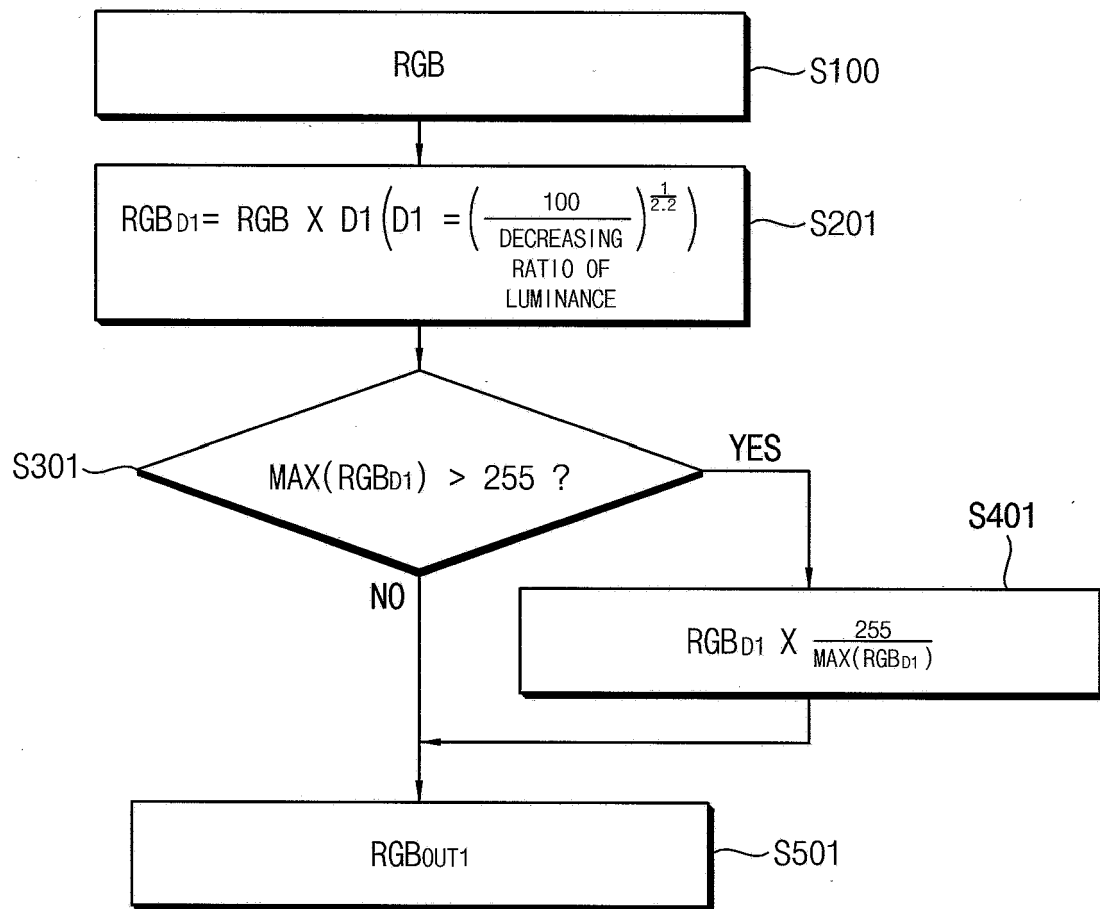 RGB
S100
RGBD1= RGB X D1(D1 = (100/DECREASING RATIO OF LUMINANCE)^1/2.2)
S201
S301
MAX(RGBD1) > 255 ?
YES
NO
S401
RGBD1 X 255/MAX(RGBD1)
RGBOUT1
S501